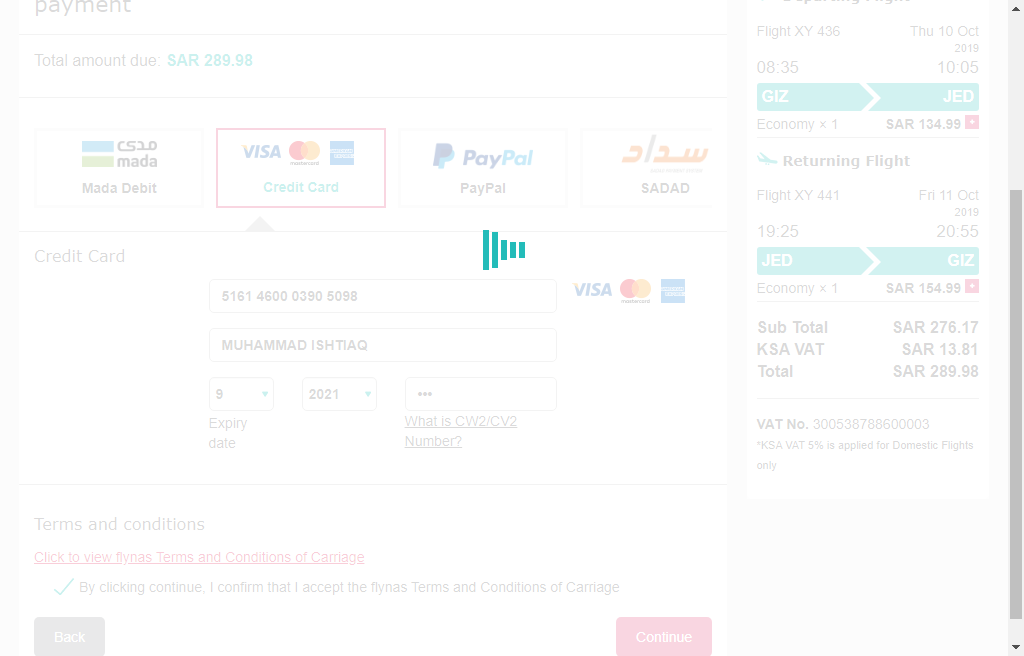 payment
Total amount due: SAR 289.98
مدى
mada
Mada Debit
VISA
mastercard
AMERICAN EXPRESS
Credit Card
PayPal
PayPal
سداد
SADAD
Credit Card
5161 4600 0390 5098
VISA
mastercard
AMERICAN EXPRESS
MUHAMMAD ISHTIAQ
9
2021
•••
Expiry
date
What is CW2/CV2
Number?
Terms and conditions
Click to view flynas Terms and Conditions of Carriage
By clicking continue, I confirm that I accept the flynas Terms and Conditions of Carriage
Back
Continue
Departing Flight
Flight XY 436
Thu 10 Oct
2019
08:35
10:05
GIZ
JED
Economy × 1
SAR 134.99
+
Returning Flight
Flight XY 441
Fri 11 Oct
2019
19:25
20:55
JED
GIZ
Economy × 1
SAR 154.99
+
Sub Total
SAR 276.17
KSA VAT
SAR 13.81
Total
SAR 289.98
VAT No. 300538788600003
*KSA VAT 5% is applied for Domestic Flights
only